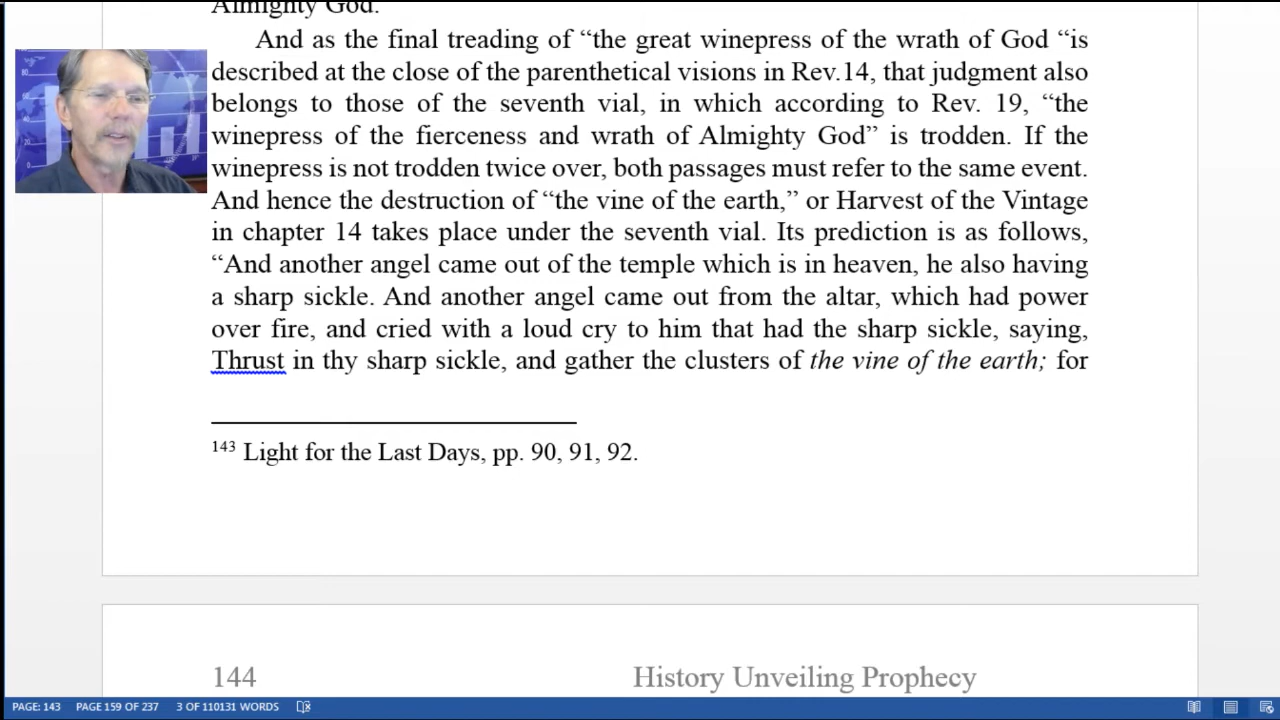 Almighty God.
And as the final treading of “the great winepress of the wrath of God “is
described at the close of the parenthetical visions in Rev.14, that judgment also
belongs to those of the seventh vial, in which according to Rev. 19, “the
winepress of the fierceness and wrath of Almighty God” is trodden. If the
winepress is not trodden twice over, both passages must refer to the same event.
And hence the destruction of “the vine of the earth,” or Harvest of the Vintage
in chapter 14 takes place under the seventh vial. Its prediction is as follows,
“And another angel came out of the temple which is in heaven, he also having
a sharp sickle. And another angel came out from the altar, which had power
over fire, and cried with a loud cry to him that had the sharp sickle, saying,
Thrust in thy sharp sickle, and gather the clusters of the vine of the earth; for
143 Light for the Last Days, pp. 90, 91, 92.
144 History Unveiling Prophecy
PAGE: 143 PAGE 159 OF 237 3 OF 110131 WORDS